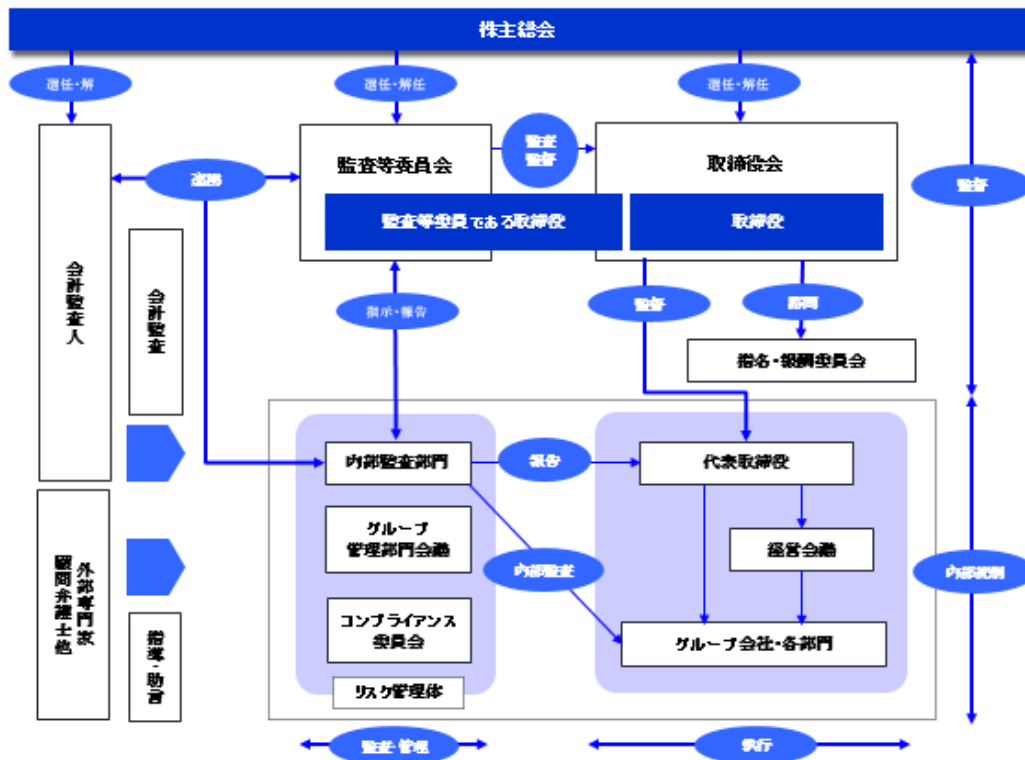 株主総会
選任・解
選任・解任
選任・解任
監査等委員会
監査
監督
取締役会
連携
監督
監査等委員である取締役
取締役
会計監査人
会計監査
指示・報告
監督
諮問
指名・報酬委員会
内部監査部門
報告
代表取締役
グループ
管理部門会議
経営会議
内部監査
内部統制
外部専門家
顧問弁護士他
コンプライアンス
委員会
グループ会社・各部門
指導・助言
リスク管理体
監査・管理
執行